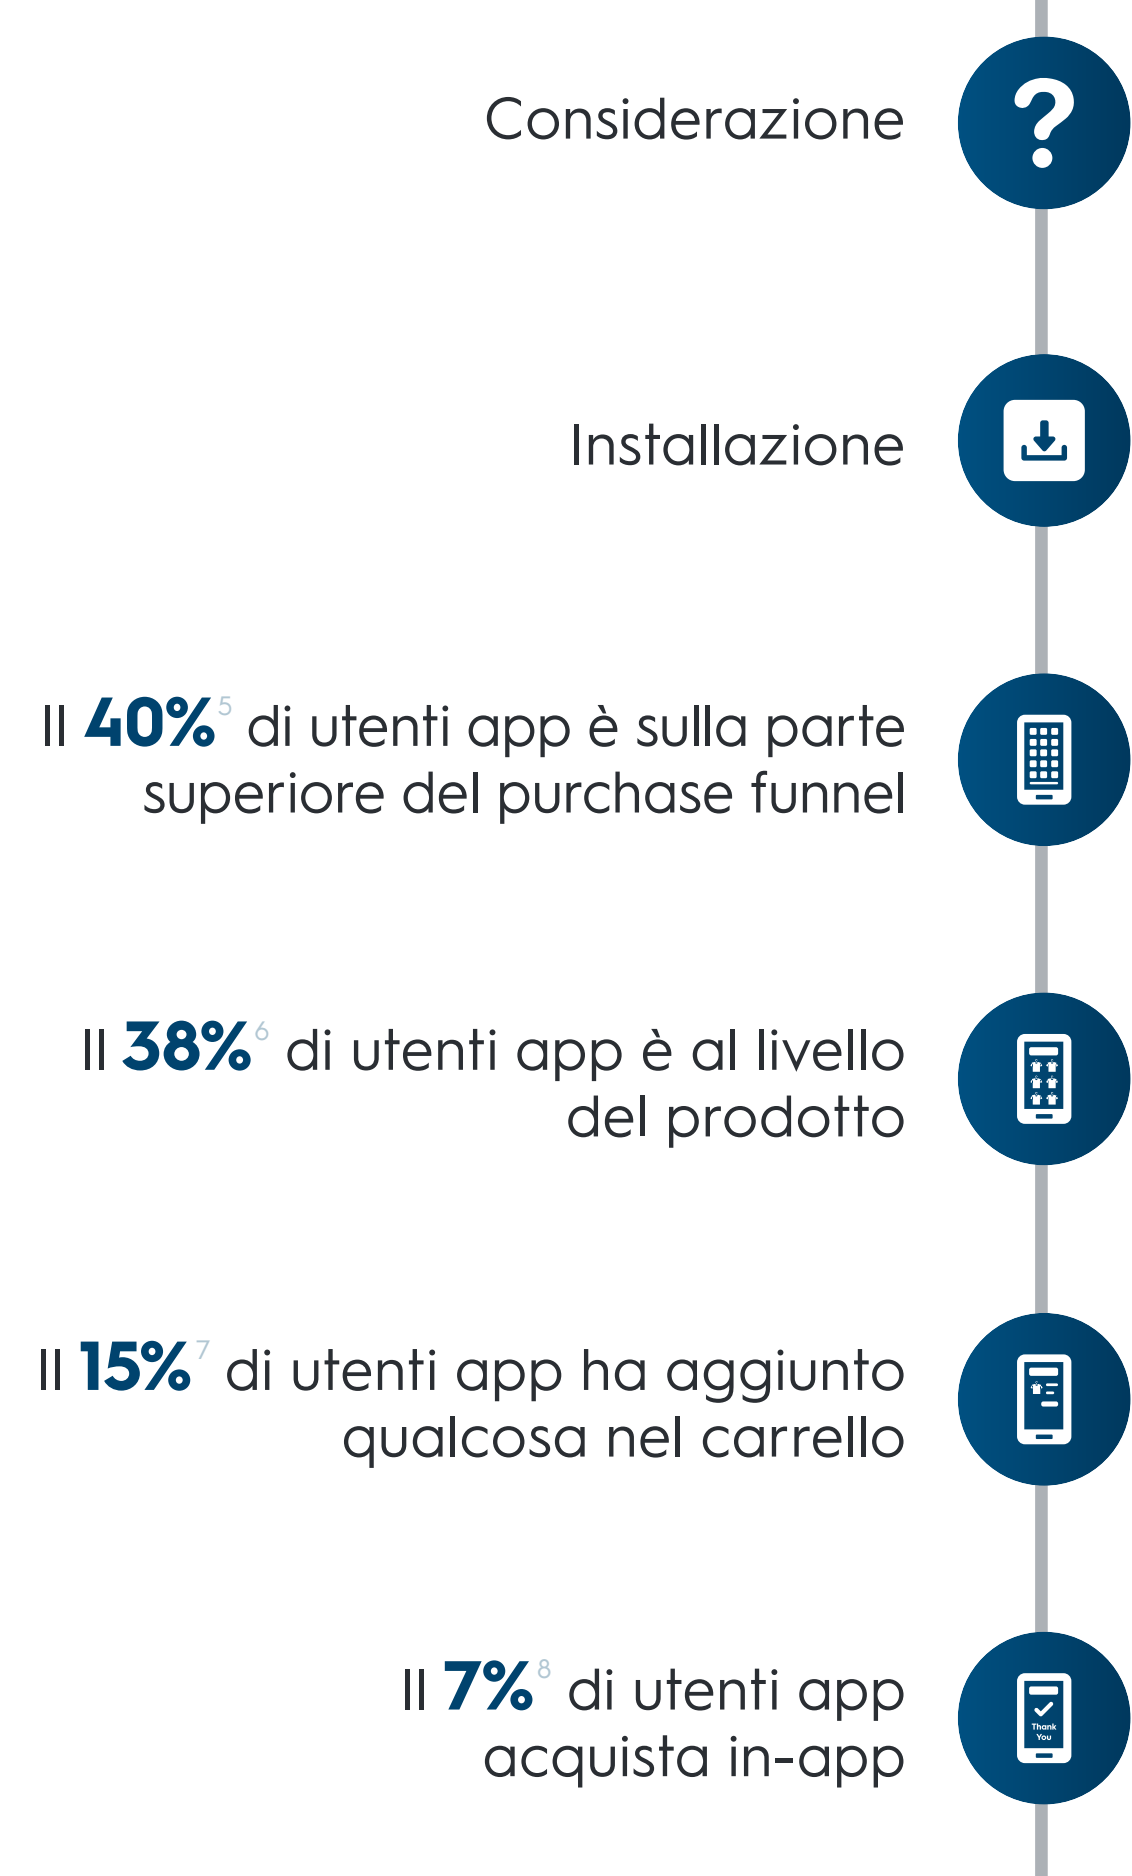 Considerazione
?
Installazione
Il 40%⁵ di utenti app è sulla parte
superiore del purchase funnel
Il 38%⁶ di utenti app è al livello
del prodotto
Il 15%⁷ di utenti app ha aggiunto
qualcosa nel carrello
Il 7%⁸ di utenti app
acquista in-app
Thank
You